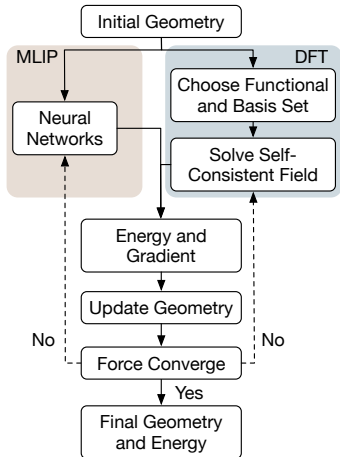 Initial Geometry
MLIP
DFT
Choose Functional
and Basis Set
Neural
Networks
Solve Self-
Consistent Field
Energy and
Gradient
Update Geometry
No
No
Force Converge
Yes
Final Geometry
and Energy